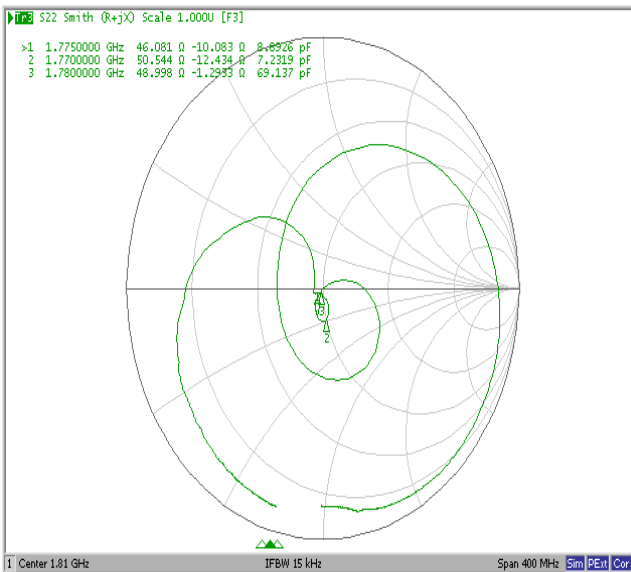 Tr3 S22 Smith (R+jX) Scale 1.000U [F3]
>1 1.7750000 GHz 46.081 Ω -10.083 Ω 8.8926 pF
2 1.7700000 GHz 50.544 Ω -12.434 Ω 7.2319 pF
3 1.7800000 GHz 48.998 Ω -1.2933 Ω 69.137 pF
3
2
1 Center 1.81 GHz IFBW 15 kHz Span 400 MHz Sim PExt Cor